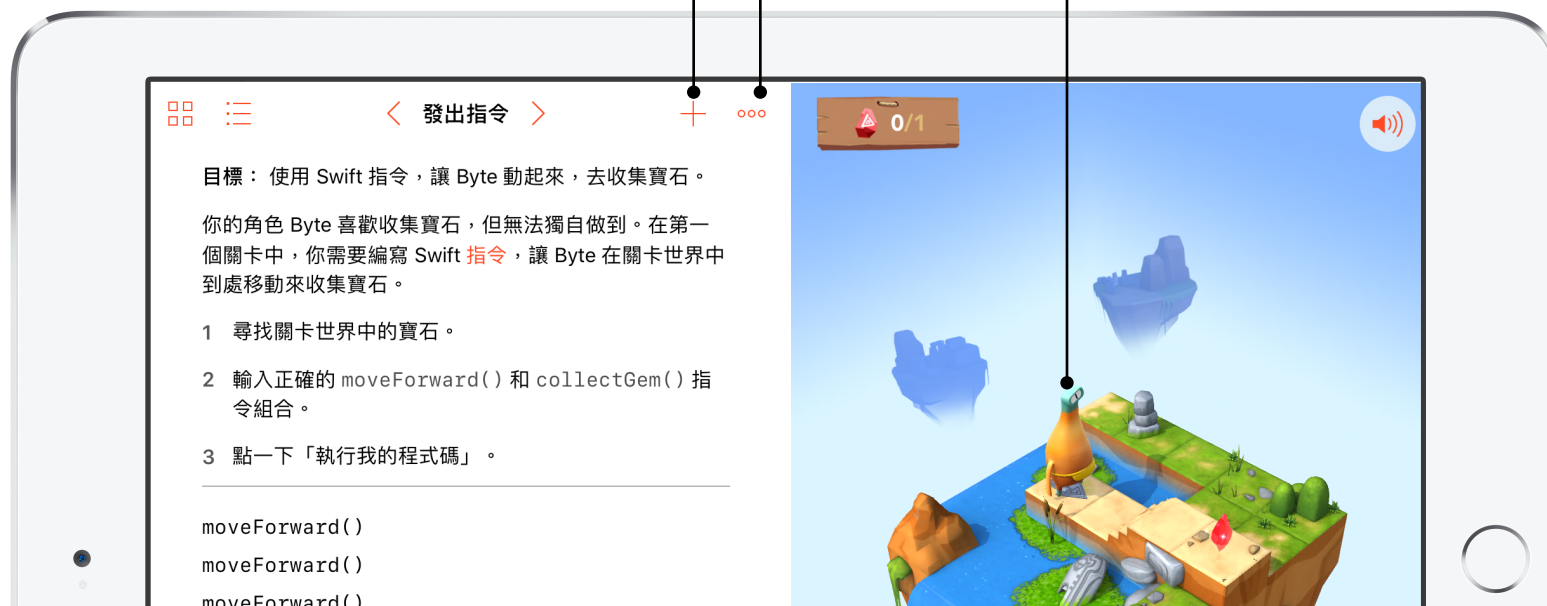 發出指令
0/1
目標： 使用 Swift 指令，讓 Byte 動起來，去收集寶石。
你的角色 Byte 喜歡收集寶石，但無法獨自做到。在第一
個關卡中，你需要編寫 Swift 指令，讓 Byte 在關卡世界中
到處移動來收集寶石。
1 尋找關卡世界中的寶石。
2 輸入正確的 moveForward() 和 collectGem() 指
令組合。
3 點一下「執行我的程式碼」。
moveForward()
moveForward()
moveForward()